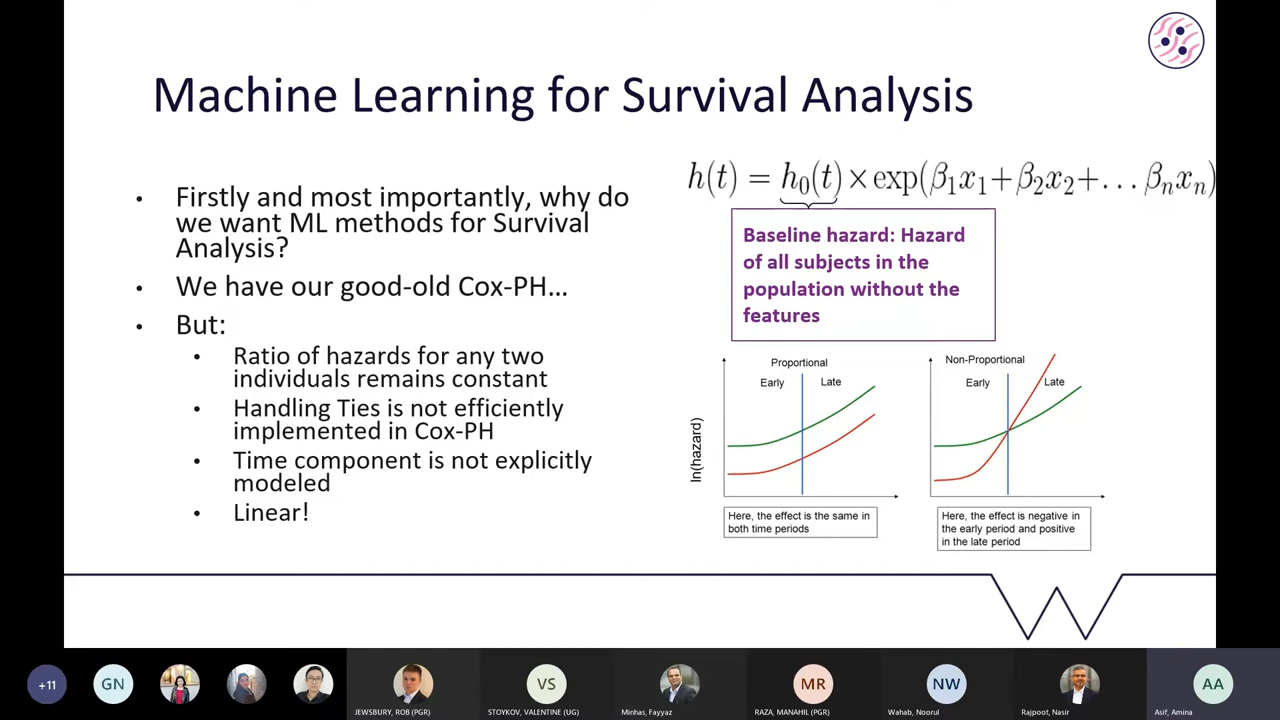 Machine Learning for Survival Analysis
• Firstly and most importantly, why do
we want ML methods for Survival
Analysis?
• We have our good-old Cox-PH…
• But:
• Ratio of hazards for any two
individuals remains constant
• Handling Ties is not efficiently
implemented in Cox-PH
• Time component is not explicitly
modeled
• Linear!
h(t) = h₀(t) × exp(β₁x₁ + β₂x₂ + … βₙxₙ)
Baseline hazard: Hazard
of all subjects in the
population without the
features
Proportional
Early Late
ln(hazard)
Here, the effect is the same in
both time periods
Non-Proportional
Early Late
Here, the effect is negative in
the early period and positive
in the late period
+11
GN
JEWSBURY, ROB (PGR)
VS
STOYKOV, VALENTINE (UG)
Minhas, Fayyaz
MR
RAZA, MANAHIL (PGR)
NW
Wahab, Noorul
Rajpoot, Nasir
AA
Asif, Amina